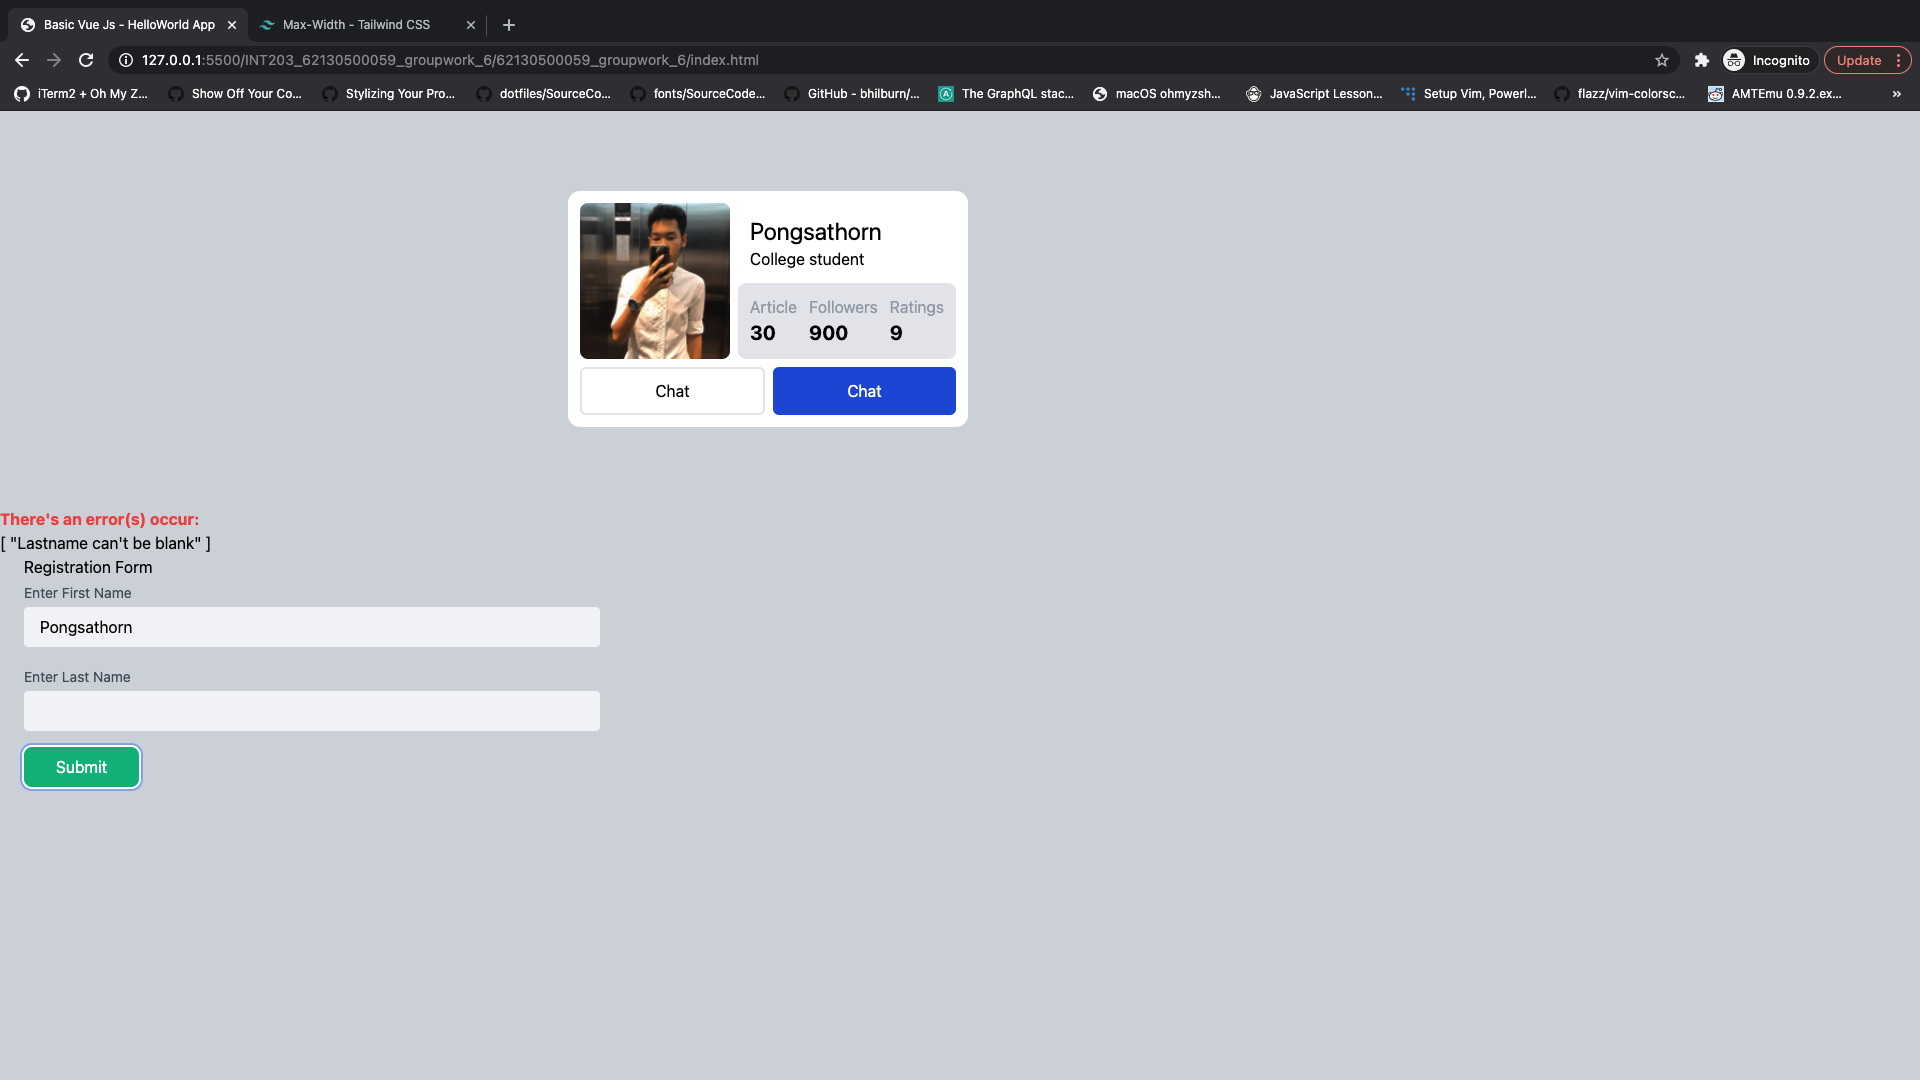 Basic Vue Js - HelloWorld App
Max-Width - Tailwind CSS
127.0.0.1:5500/INT203_62130500059_groupwork_6/62130500059_groupwork_6/index.html
Incognito
Update
iTerm2 + Oh My Z...
Show Off Your Co...
Stylizing Your Pro...
dotfiles/SourceCo...
fonts/SourceCode...
GitHub - bhilburn/...
The GraphQL stac...
macOS ohmyzsh...
JavaScript Lesson...
Setup Vim, Powerl...
flazz/vim-colorsc...
AMTEmu 0.9.2.ex...
»
Pongsathorn
College student
Article Followers Ratings
30 900 9
Chat Chat
There's an error(s) occur:
[ "Lastname can't be blank" ]
Registration Form
Enter First Name
Pongsathorn
Enter Last Name
Submit